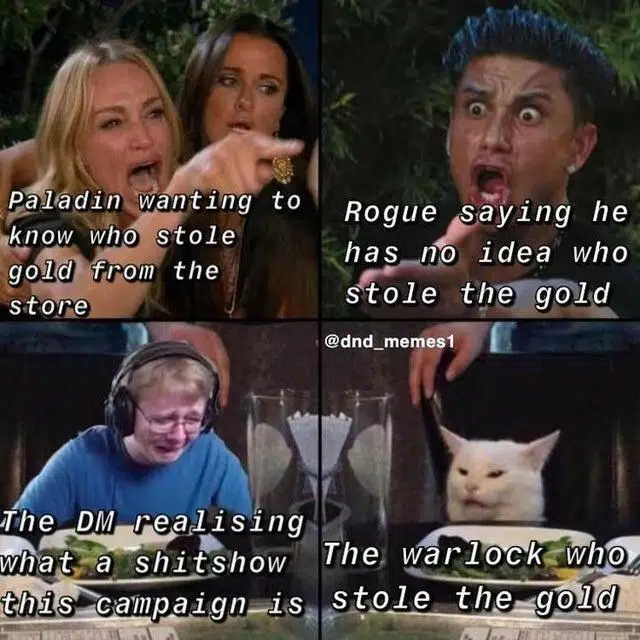 Paladin wanting to
know who stole
gold from the
store
Rogue saying he
has no idea who
stole the gold
@dnd_memes1
The DM realising
what a shitshow
this campaign is
The warlock who
stole the gold